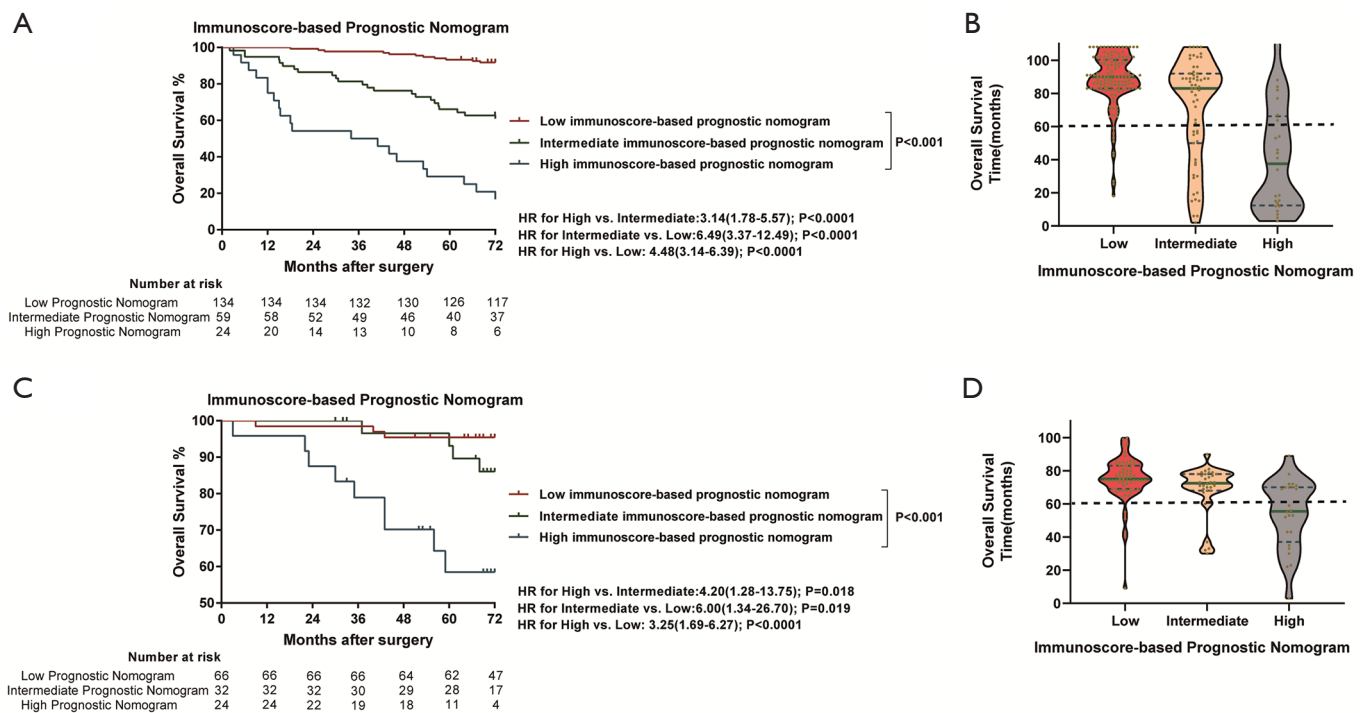 A
Immunoscore-based Prognostic Nomogram
Overall Survival %
100
80
60
40
20
0
0 12 24 36 48 60 72
Months after surgery
Low immunoscore-based prognostic nomogram
Intermediate immunoscore-based prognostic nomogram
High immunoscore-based prognostic nomogram
P<0.001
HR for High vs. Intermediate:3.14(1.78-5.57); P<0.0001
HR for Intermediate vs. Low:6.49(3.37-12.49); P<0.0001
HR for High vs. Low: 4.48(3.14-6.39); P<0.0001
Number at risk
Low Prognostic Nomogram 134 134 134 132 130 126 117
Intermediate Prognostic Nomogram 59 58 52 49 46 40 37
High Prognostic Nomogram 24 20 14 13 10 8 6
B
Overall Survival
Time(months)
100
80
60
40
20
0
Low Intermediate High
Immunoscore-based Prognostic Nomogram
C
Immunoscore-based Prognostic Nomogram
Overall Survival %
100
90
80
70
60
50
0 12 24 36 48 60 72
Months after surgery
Low immunoscore-based prognostic nomogram
Intermediate immunoscore-based prognostic nomogram
High immunoscore-based prognostic nomogram
P<0.001
HR for High vs. Intermediate:4.20(1.28-13.75); P=0.018
HR for Intermediate vs. Low:6.00(1.34-26.70); P=0.019
HR for High vs. Low: 3.25(1.69-6.27); P<0.0001
Number at risk
Low Prognostic Nomogram 66 66 66 66 64 62 47
Intermediate Prognostic Nomogram 32 32 32 30 29 28 17
High Prognostic Nomogram 24 24 22 19 18 11 4
D
Overall Survival
Time(months)
100
80
60
40
20
0
Low Intermediate High
Immunoscore-based Prognostic Nomogram